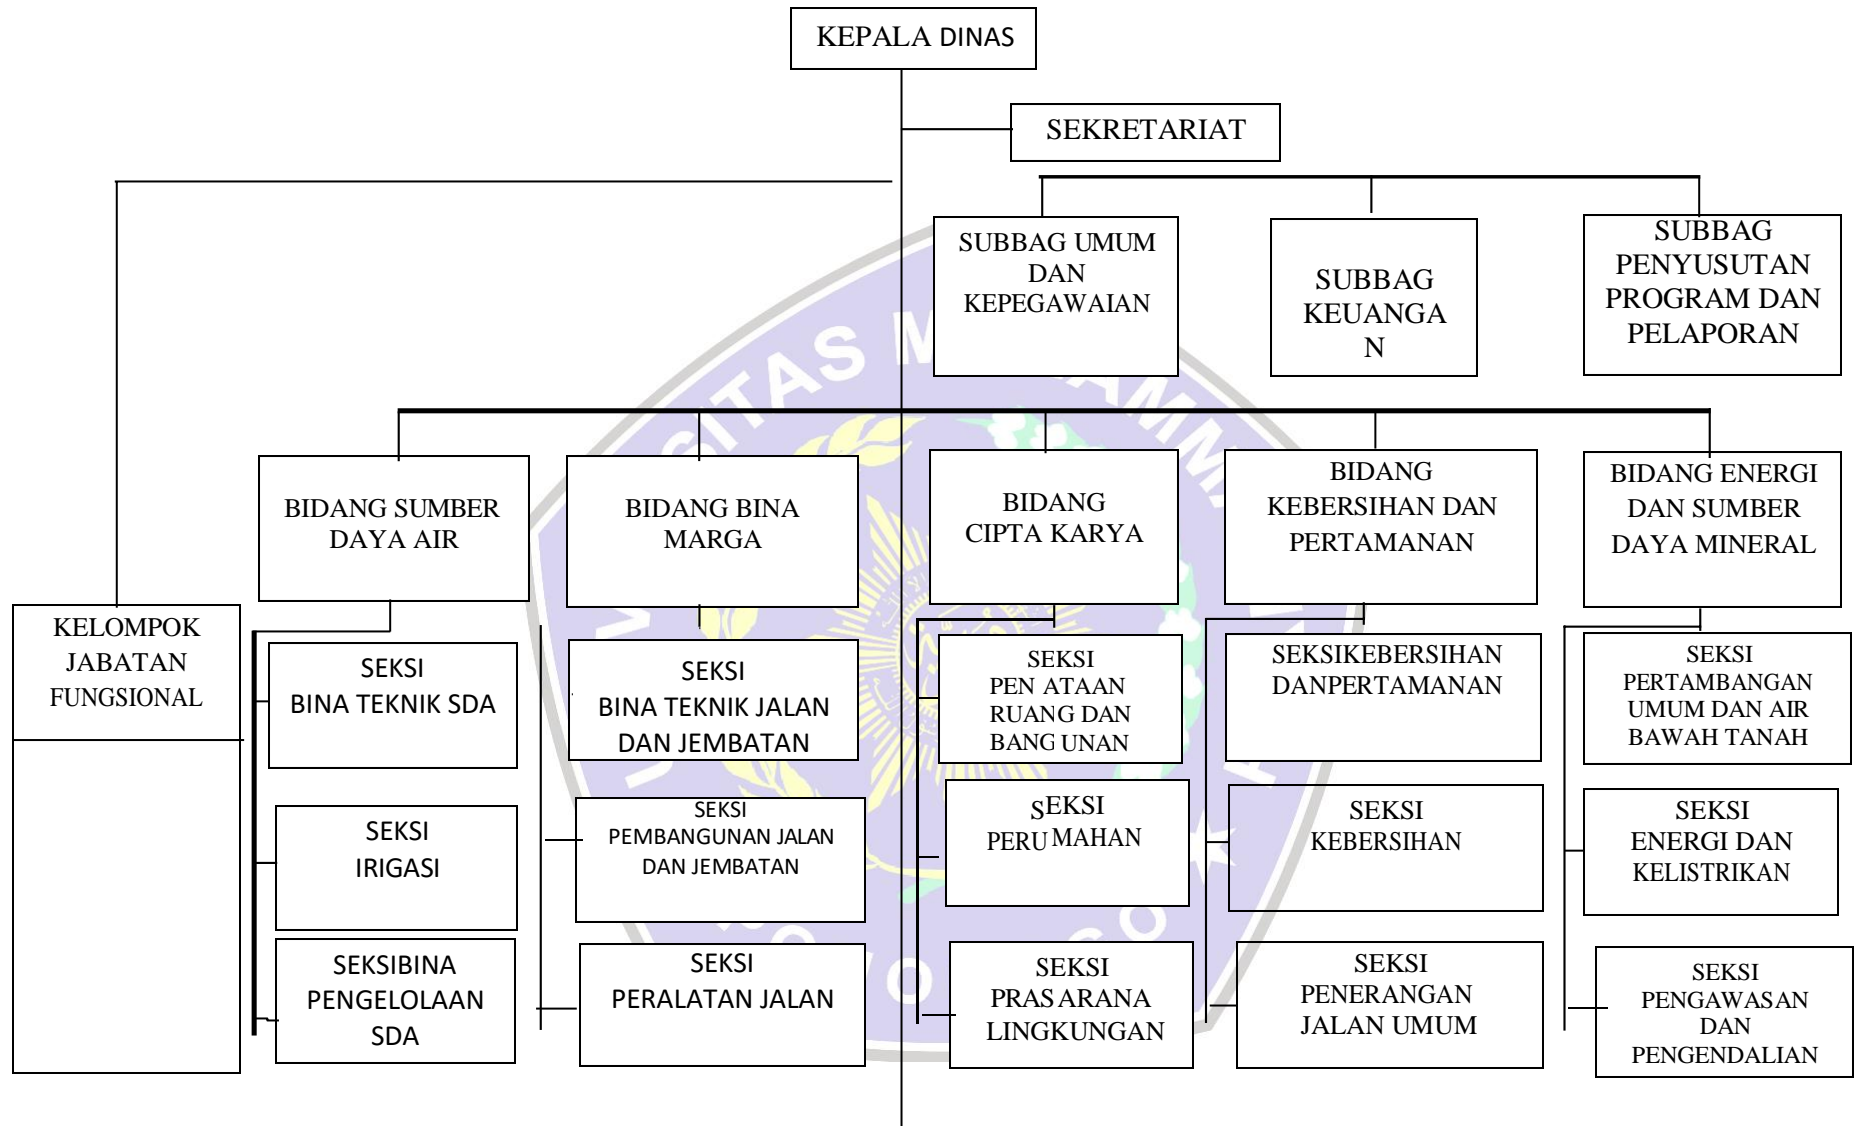 KEPALA DINAS
SEKRETARIAT
SUBBAG UMUM
DAN
KEPEGAWAIAN
SUBBAG
KEUANGA
N
SUBBAG
PENYUSUTAN
PROGRAM DAN
PELAPORAN
BIDANG SUMBER
DAYA AIR
BIDANG BINA
MARGA
BIDANG
CIPTA KARYA
BIDANG
KEBERSIHAN DAN
PERTAMANAN
BIDANG ENERGI
DAN SUMBER
DAYA MINERAL
KELOMPOK
JABATAN
FUNGSIONAL
SEKSI
BINA TEKNIK SDA
SEKSI
BINA TEKNIK JALAN
DAN JEMBATAN
SEKSI
PEN ATAAN
RUANG DAN
BANG UNAN
SEKSIKEBERSIHAN
DANPERTAMANAN
SEKSI
PERTAMBANGAN
UMUM DAN AIR
BAWAH TANAH
SEKSI
IRIGASI
SEKSI
PEMBANGUNAN JALAN
DAN JEMBATAN
SEKSI
PERU MAHAN
SEKSI
KEBERSIHAN
SEKSI
ENERGI DAN
KELISTRIKAN
SEKSIBINA
PENGELOLAAN
SDA
SEKSI
PERALATAN JALAN
SEKSI
PRASARANA
LINGKUNGAN
SEKSI
PENERANGAN
JALAN UMUM
SEKSI
PENGAWASAN
DAN
PENGENDALIAN